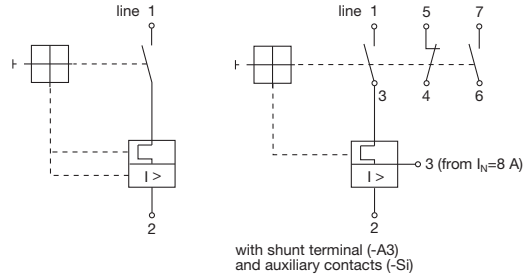 line 1
line 1 5 7
3 4 6
I >
I >
3 (from I_N=8 A)
2
2
with shunt terminal (-A3)
and auxiliary contacts (-Si)